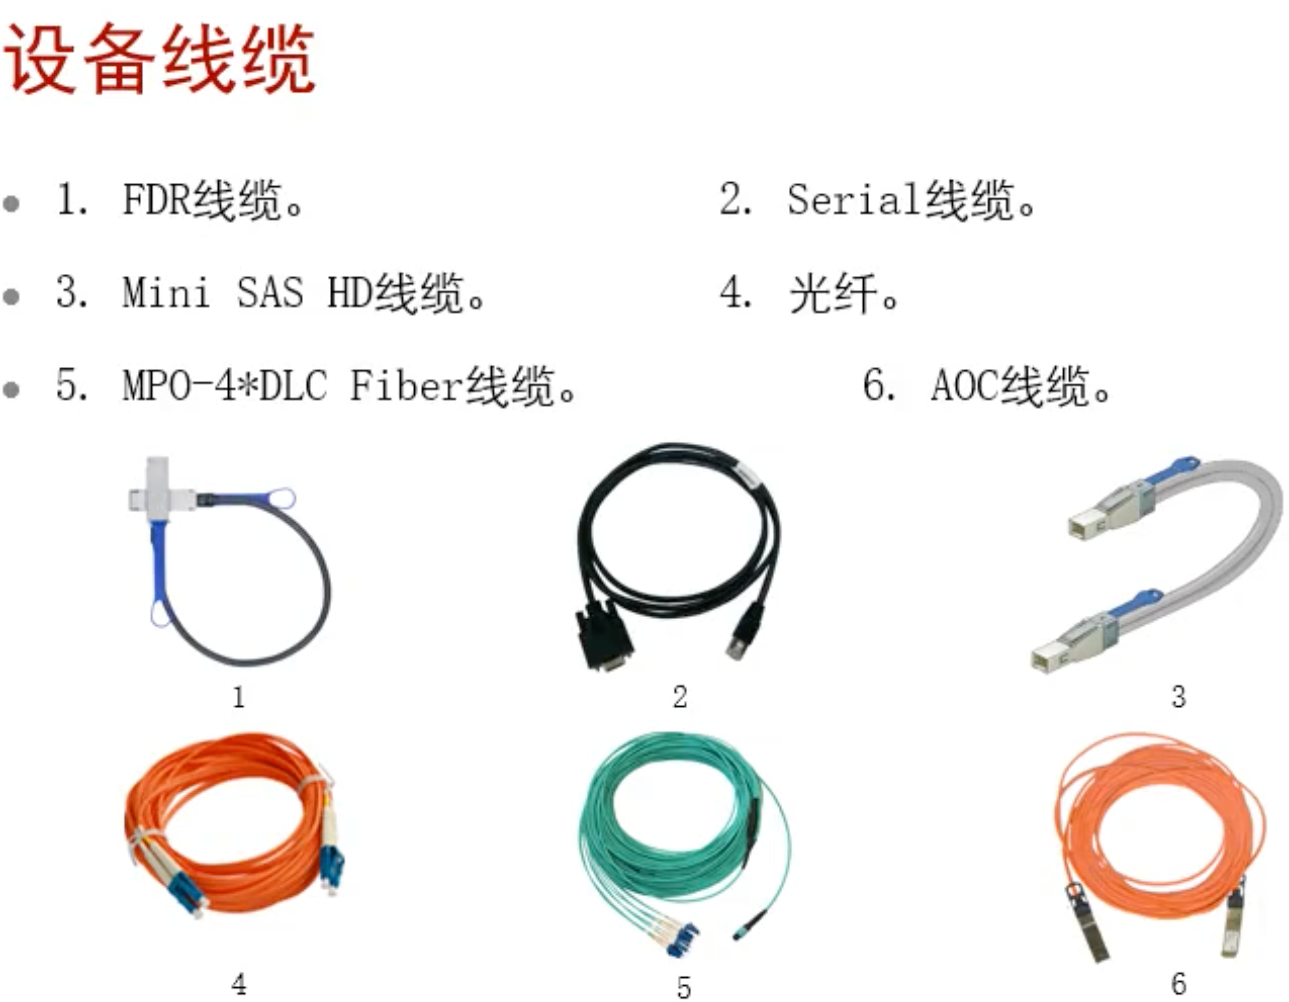 设备线缆
1. FDR线缆。 2. Serial线缆。
3. Mini SAS HD线缆。 4. 光纤。
5. MPO-4*DLC Fiber线缆。 6. AOC线缆。
1 2 3
4 5 6